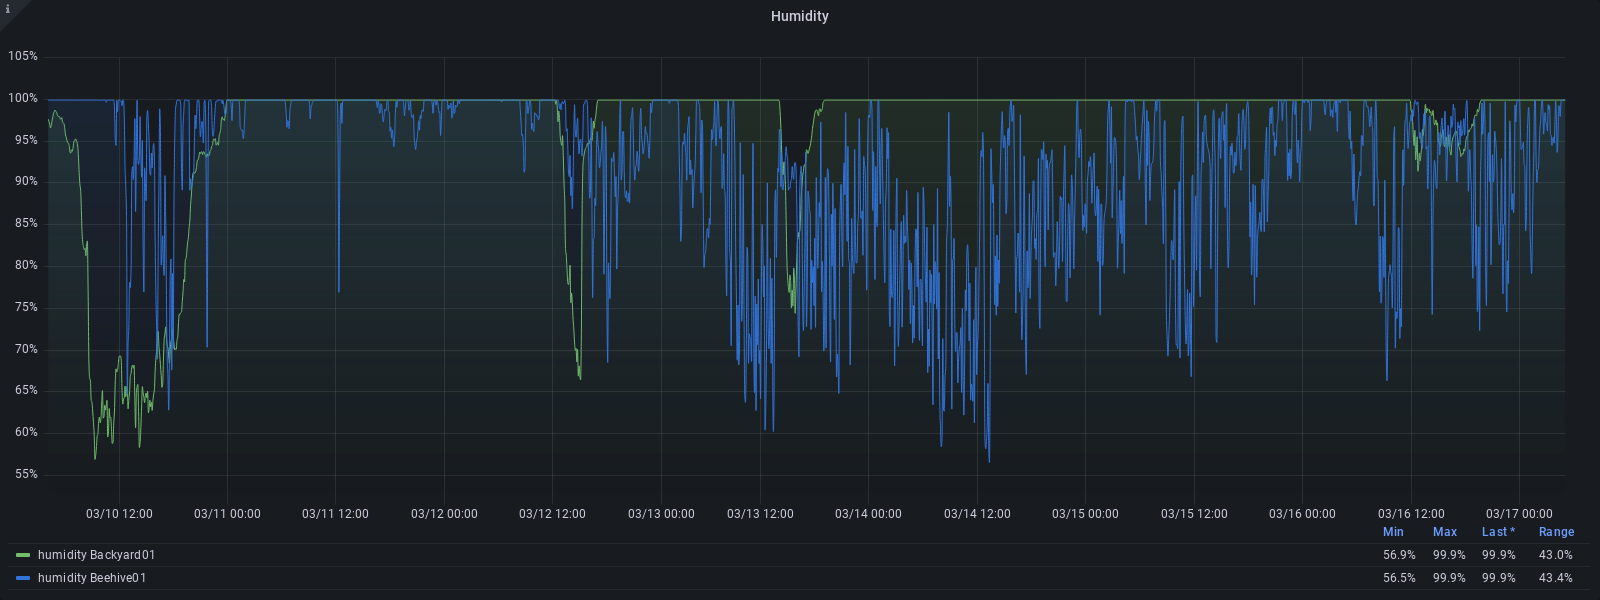 i
Humidity
105%
100%
95%
90%
85%
80%
75%
70%
65%
60%
55%
03/10 12:00 03/11 00:00 03/11 12:00 03/12 00:00 03/12 12:00 03/13 00:00 03/13 12:00 03/14 00:00 03/14 12:00 03/15 00:00 03/15 12:00 03/16 00:00 03/16 12:00 03/17 00:00
Min Max Last * Range
humidity Backyard01 56.9% 99.9% 99.9% 43.0%
humidity Beehive01 56.5% 99.9% 99.9% 43.4%